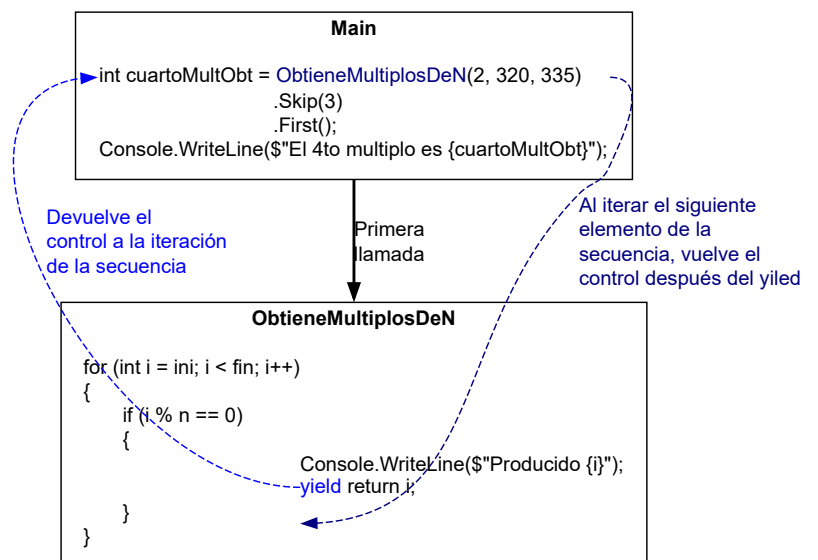 Main
int cuartoMultObt = ObtieneMultiplosDeN(2, 320, 335)
.Skip(3)
.First();
Console.WriteLine($"El 4to multiplo es {cuartoMultObt}");
Devuelve el
control a la iteración
de la secuencia
Primera
llamada
Al iterar el siguiente
elemento de la
secuencia, vuelve el
control después del yiled
ObtieneMultiplosDeN
for (int i = ini; i < fin; i++)
{
if (i % n == 0)
{
Console.WriteLine($"Producido {i}");
yield return i;
}
}